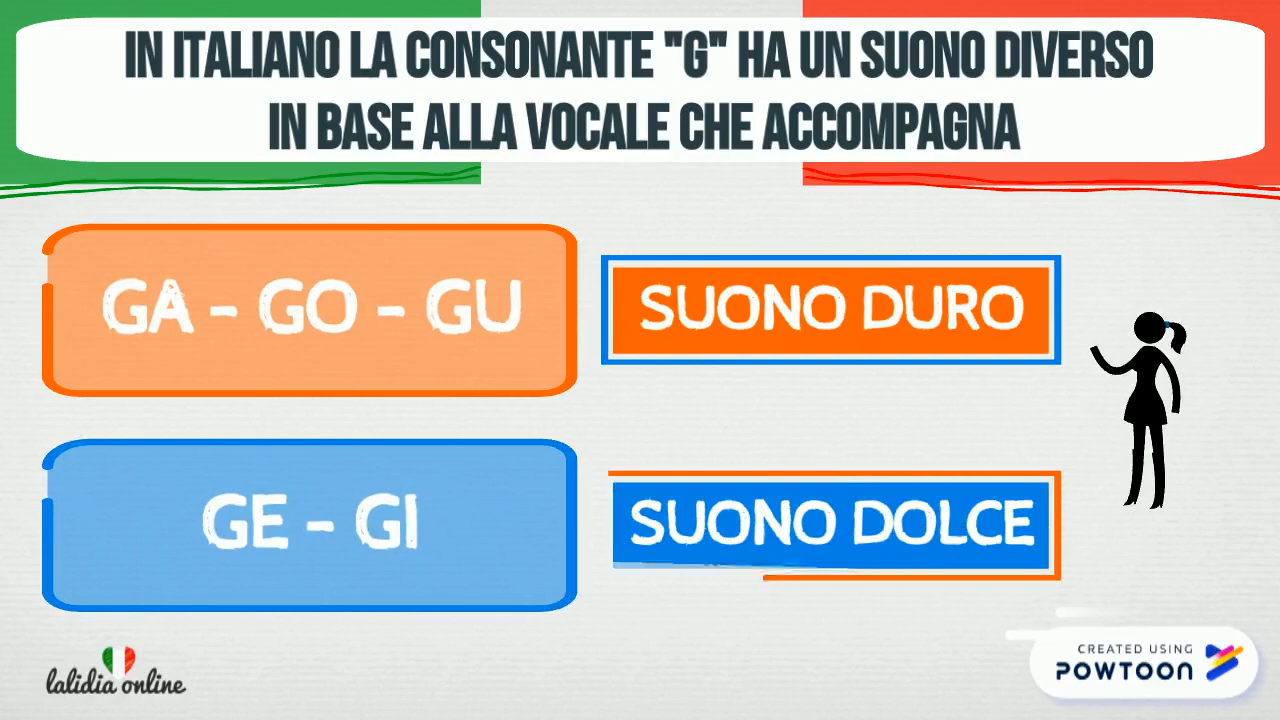 IN ITALIANO LA CONSONANTE "G" HA UN SUONO DIVERSO
IN BASE ALLA VOCALE CHE ACCOMPAGNA
GA - GO - GU
SUONO DURO
GE - GI
SUONO DOLCE
lalidia online
CREATED USING
POWTOON